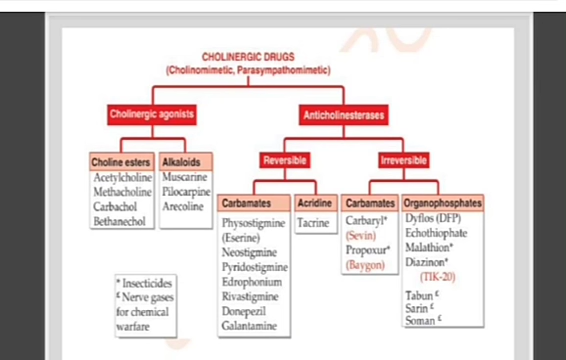 CHOLINERGIC DRUGS
(Cholinomimetic, Parasympathomimetic)
Cholinergic agonists
Anticholinesterases
Choline esters
Acetylcholine
Methacholine
Carbachol
Bethanechol
Alkaloids
Muscarine
Pilocarpine
Arecoline
Reversible
Irreversible
Carbamates
Physostigmine
(Eserine)
Neostigmine
Pyridostigmine
Edrophonium
Rivastigmine
Donepezil
Galantamine
Acridine
Tacrine
Carbamates
Carbaryl*
(Sevin)
Propoxur*
(Baygon)
Organophosphates
Dyflos (DFP)
Echothiophate
Malathion*
Diazinon*
(TIK-20)
Tabun £
Sarin £
Soman £
* Insecticides
£ Nerve gases
for chemical
warfare